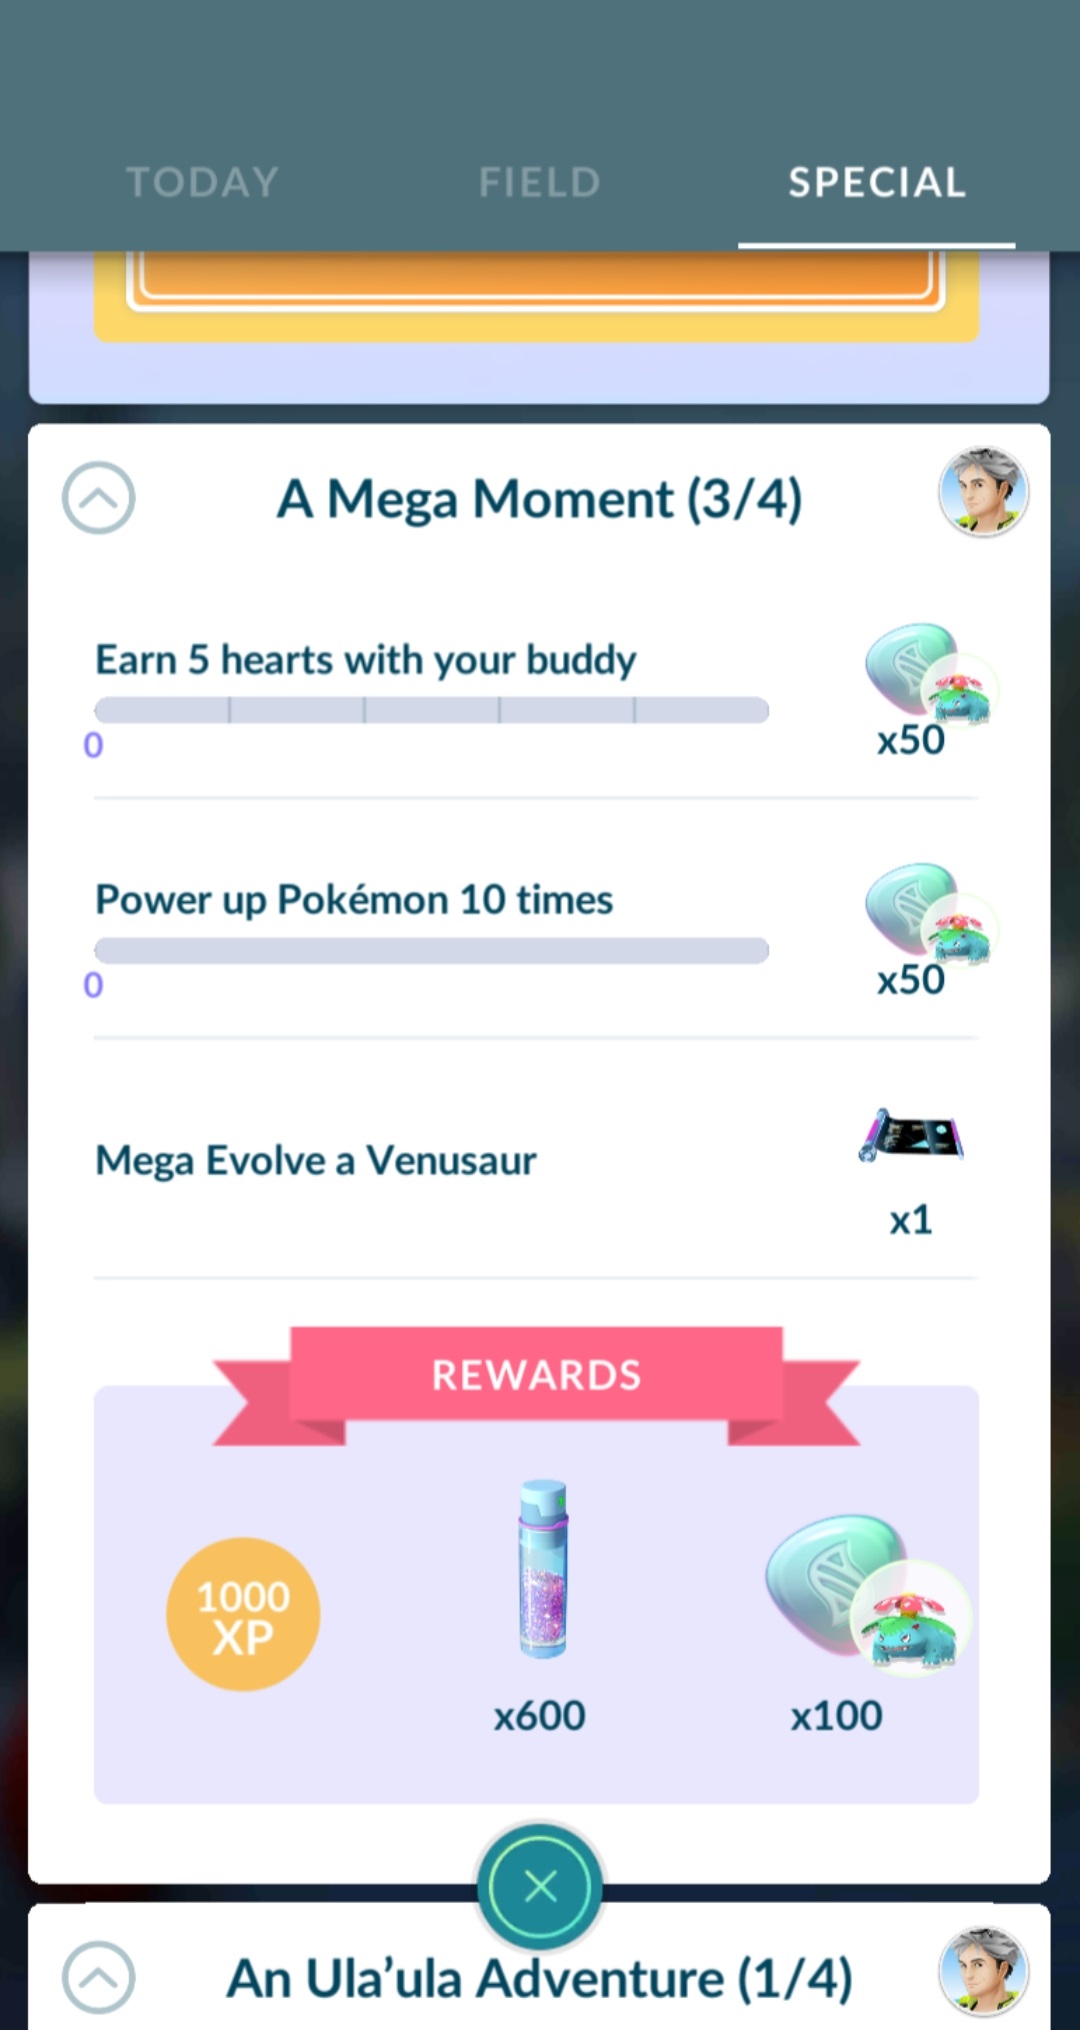 TODAY
FIELD
SPECIAL
A Mega Moment (3/4)
Earn 5 hearts with your buddy
0
x50
Power up Pokémon 10 times
0
x50
Mega Evolve a Venusaur
x1
REWARDS
1000
XP
x600
x100
An Ula'ula Adventure (1/4)